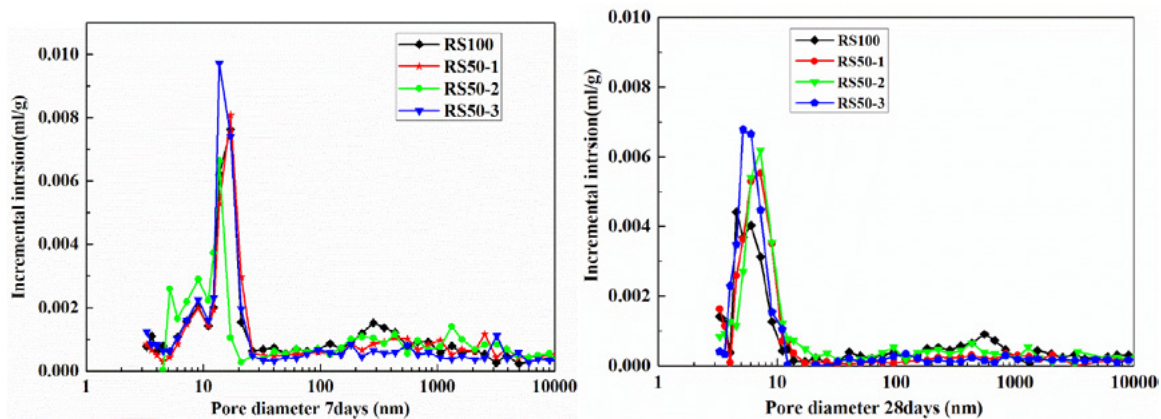 Incremental intrsion(ml/g)
0.010
0.008
0.006
0.004
0.002
0.000
RS100
RS50-1
RS50-2
RS50-3
1
10
100
1000
10000
Pore diameter 7days (nm)
Incremental intrsion(ml/g)
0.010
0.008
0.006
0.004
0.002
0.000
RS100
RS50-1
RS50-2
RS50-3
1
10
100
1000
10000
Pore diameter 28days (nm)